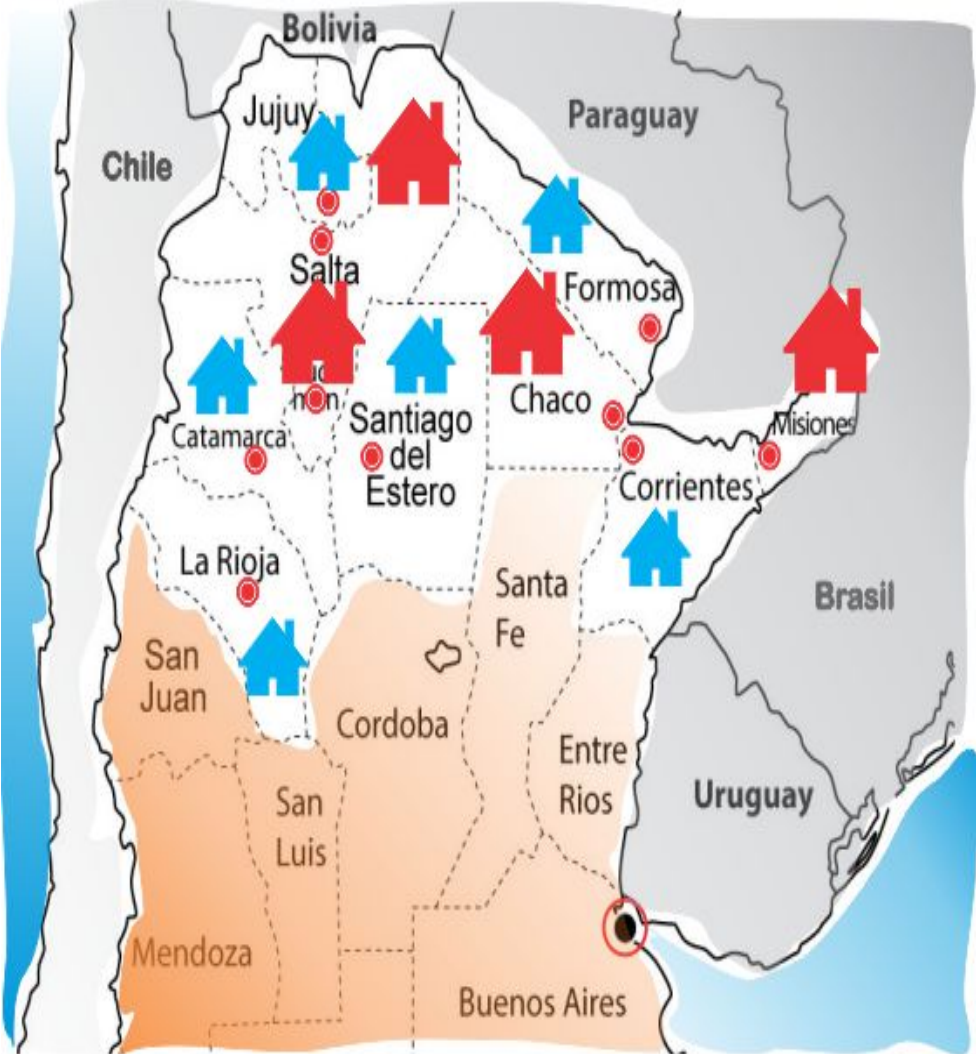 Bolivia
Jujuy
Paraguay
Chile
Salta
Formosa
Chaco
Misiones
Catamarca
Santiago
del
Estero
Corrientes
La Rioja
Santa
Fe
Brasil
San
Juan
Cordoba
Entre
Rios
Uruguay
San
Luis
Mendoza
Buenos Aires